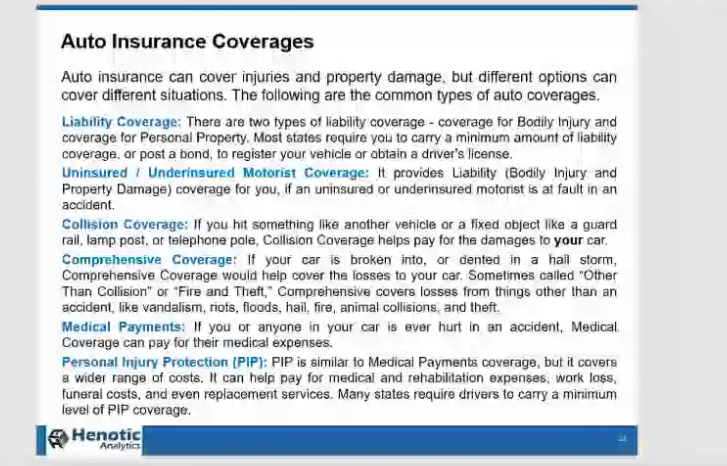 Auto Insurance Coverages
Auto insurance can cover injuries and property damage, but different options can
cover different situations. The following are the common types of auto coverages.
Liability Coverage: There are two types of liability coverage - coverage for Bodily Injury and
coverage for Personal Property. Most states require you to carry a minimum amount of liability
coverage, or post a bond, to register your vehicle or obtain a driver's license.
Uninsured / Underinsured Motorist Coverage: It provides Liability (Bodily Injury and
Property Damage) coverage for you, if an uninsured or underinsured motorist is at fault in an
accident.
Collision Coverage: If you hit something like another vehicle or a fixed object like a guard
rail, lamp post, or telephone pole, Collision Coverage helps pay for the damages to your car.
Comprehensive Coverage: If your car is broken into, or dented in a hail storm,
Comprehensive Coverage would help cover the losses to your car. Sometimes called "Other
Than Collision" or "Fire and Theft," Comprehensive covers losses from things other than an
accident, like vandalism, riots, floods, hail, fire, animal collisions, and theft.
Medical Payments: If you or anyone in your car is ever hurt in an accident, Medical
Coverage can pay for their medical expenses.
Personal Injury Protection (PIP): PIP is similar to Medical Payments coverage, but it covers
a wider range of costs. It can help pay for medical and rehabilitation expenses, work loss,
funeral costs, and even replacement services. Many states require drivers to carry a minimum
level of PIP coverage.
Henotic
Analytics